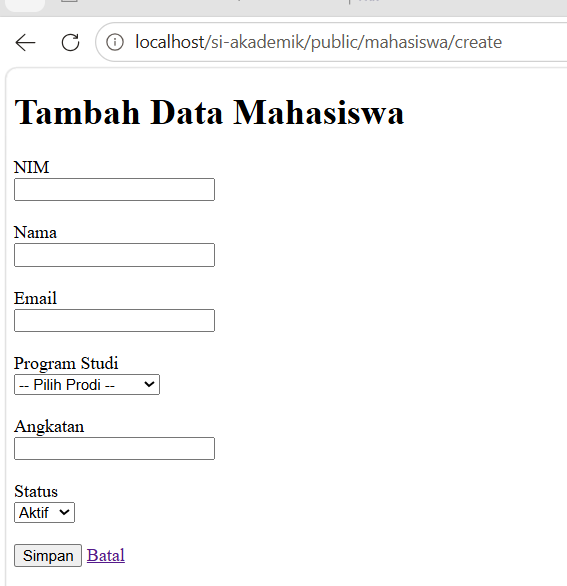 localhost/si-akademik/public/mahasiswa/create
Tambah Data Mahasiswa
NIM
Nama
Email
Program Studi
-- Pilih Prodi --
Angkatan
Status
Aktif
Simpan Batal